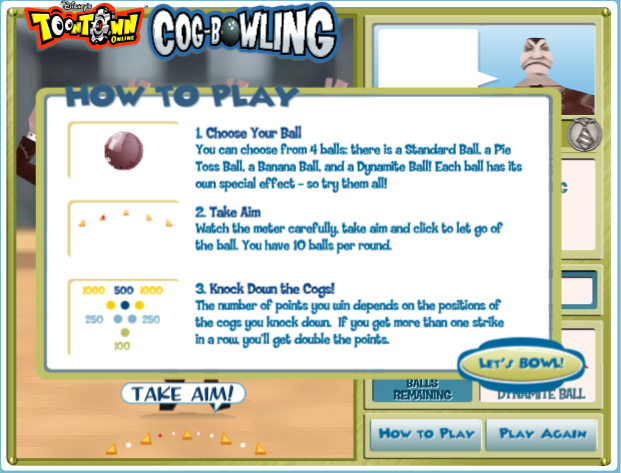 Disney's
TOONTOWN
ONLINE
COG-BOWLING
HOW TO PLAY
1. Choose Your Ball
You can choose from 4 balls: there is a Standard Ball, a Pie
Toss Ball, a Banana Ball, and a Dynamite Ball! Each ball has its
own special effect - so try them all!
2. Take Aim
Watch the meter carefully, take aim and click to let go of
the ball. You have 10 balls per round.
1000 500 1000
250 250
100
3. Knock Down the Cogs!
The number of points you win depends on the positions of
the cogs you knock down. If you get more than one strike
in a row, you'll get double the points.
LET'S BOWL!
TAKE AIM!
BALLS
REMAINING
DYNAMITE BALL
HOW TO PLAY
PLAY AGAIN